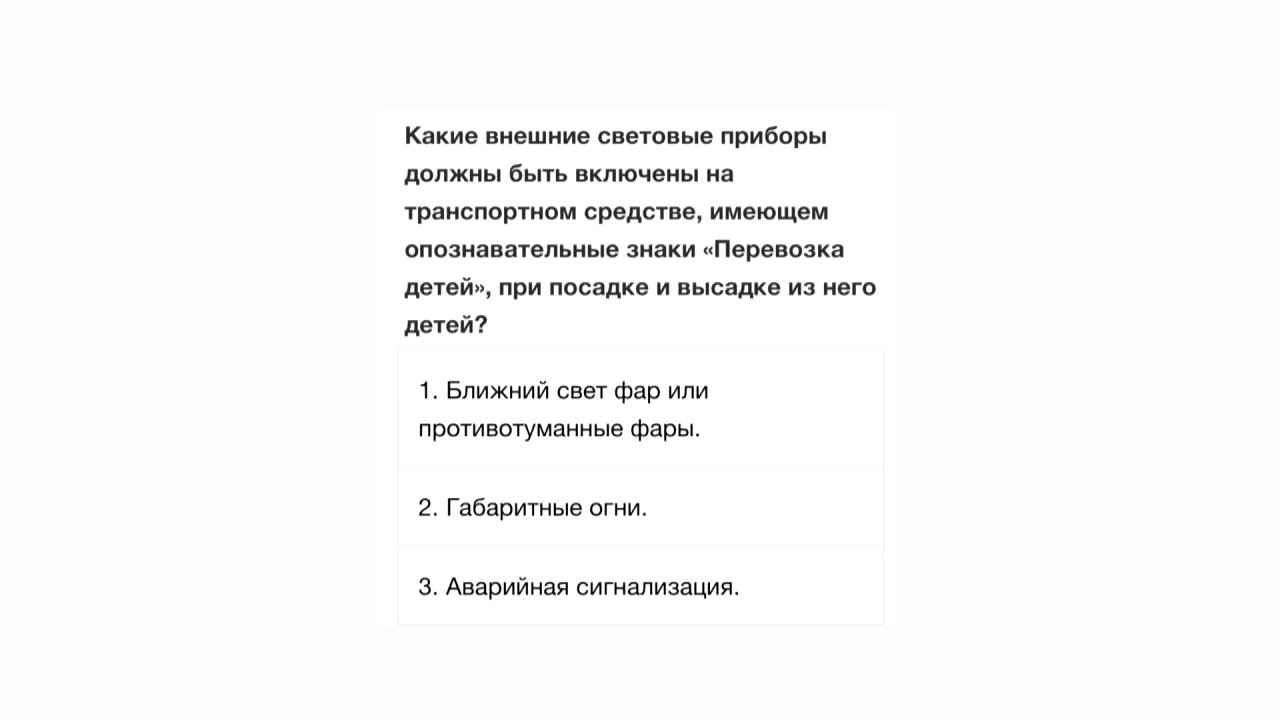 Какие внешние световые приборы
должны быть включены на
транспортном средстве, имеющем
опознавательные знаки «Перевозка
детей», при посадке и высадке из него
детей?
1. Ближний свет фар или
противотуманные фары.
2. Габаритные огни.
3. Аварийная сигнализация.